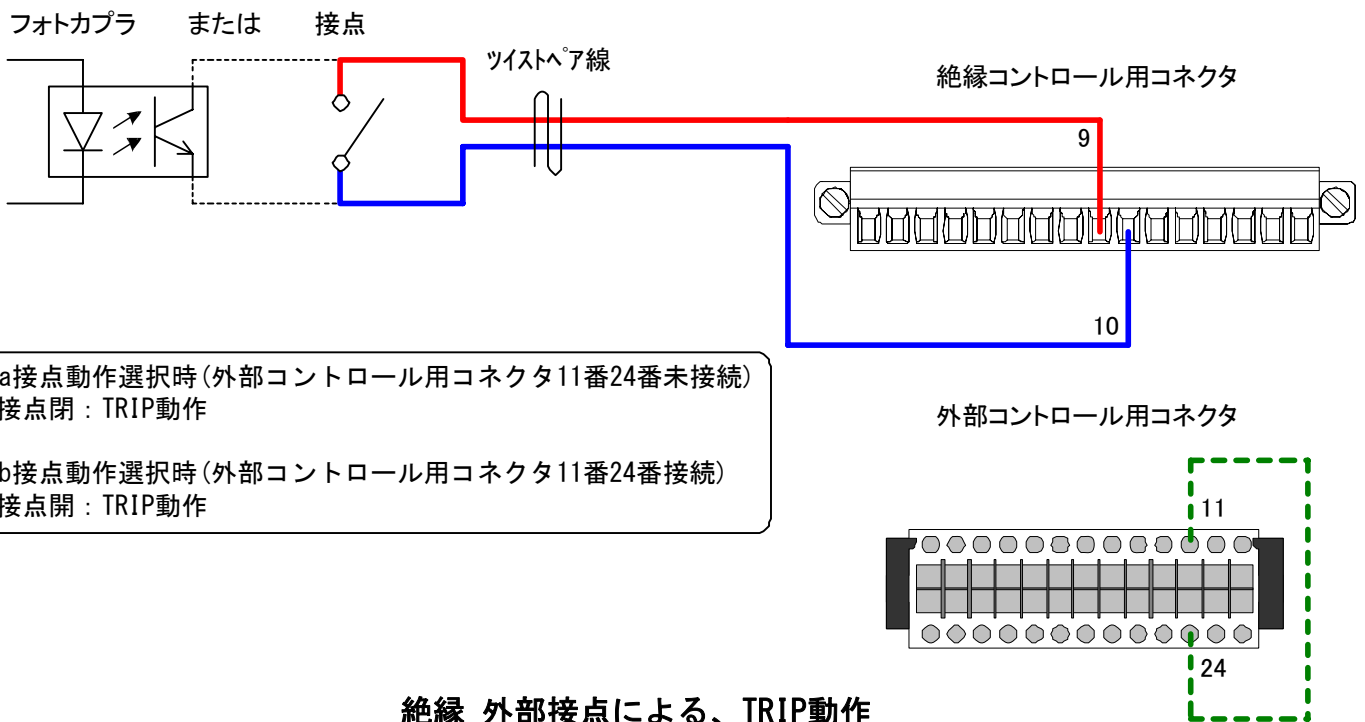 フォトカプラ または 接点
ツイストペア線
絶縁コントロール用コネクタ
9
10
a接点動作選択時(外部コントロール用コネクタ11番24番未接続)
接点閉：TRIP動作
b接点動作選択時(外部コントロール用コネクタ11番24番接続)
接点開：TRIP動作
外部コントロール用コネクタ
11
24
絶縁 外部接点による、TRIP動作